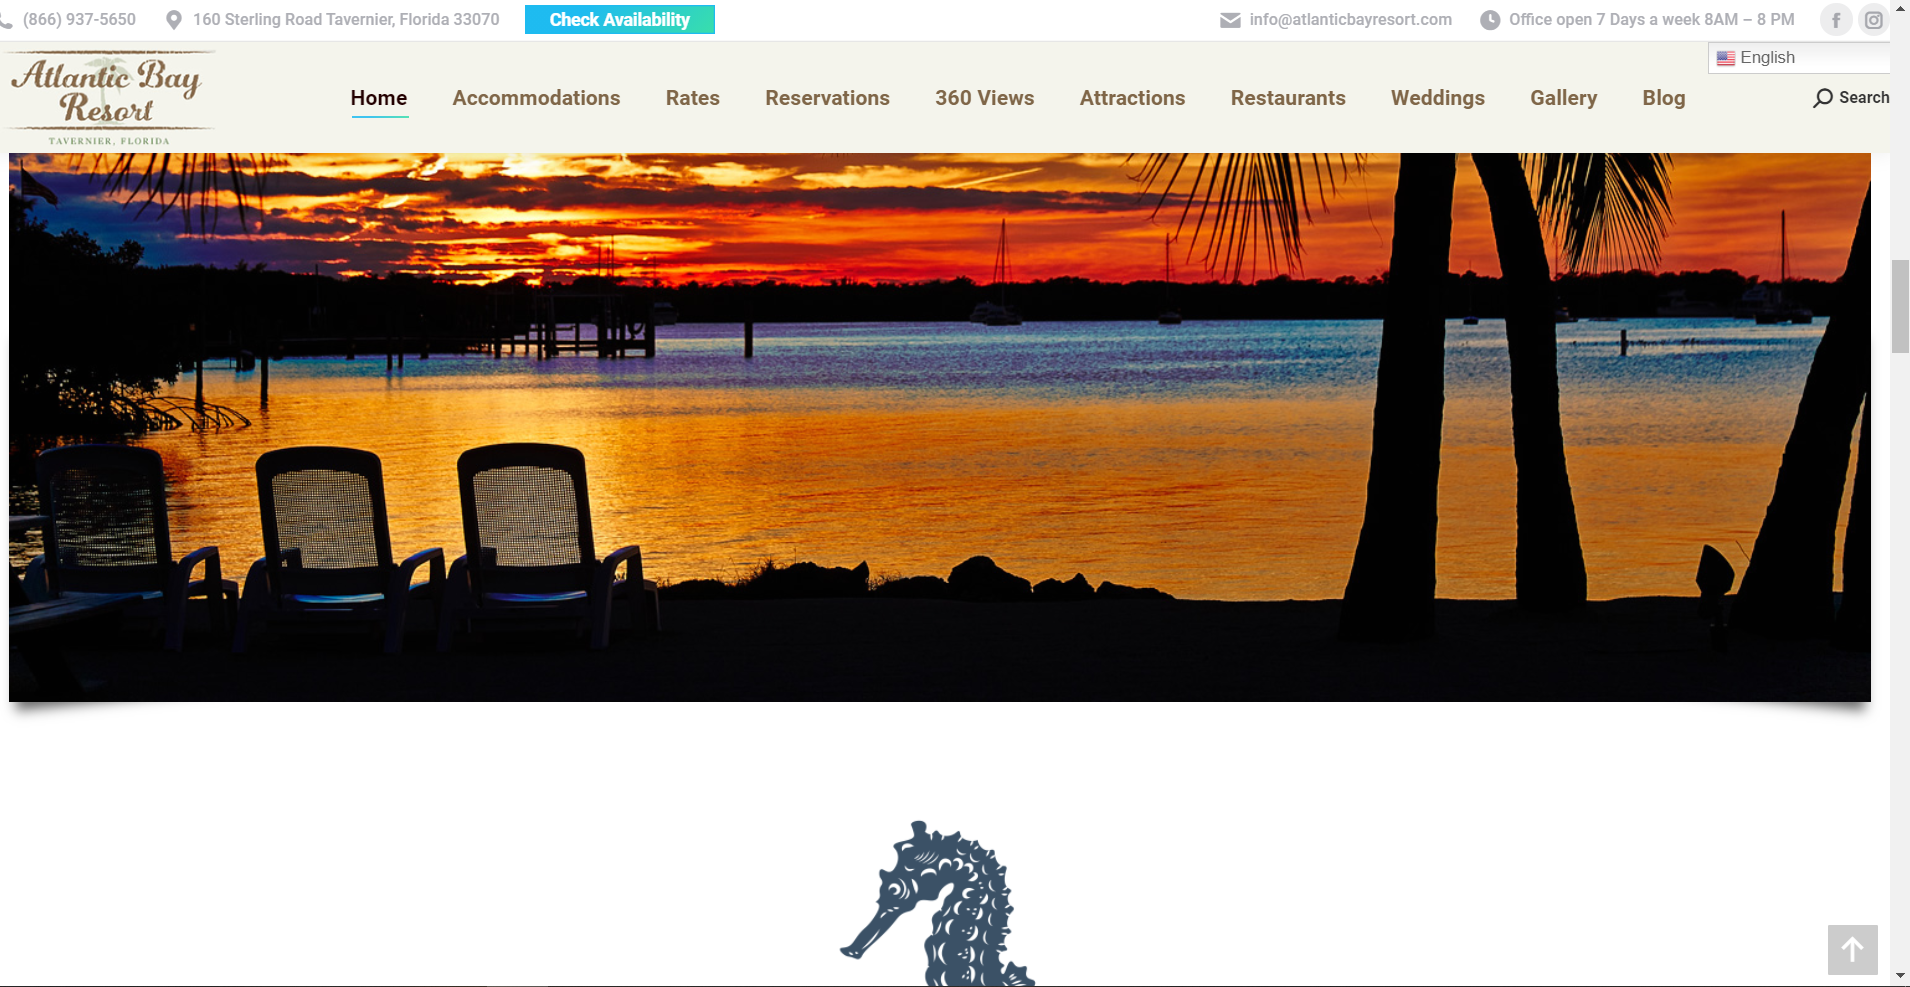 (866) 937-5650 160 Sterling Road Tavernier, Florida 33070 Check Availability info@atlanticbayresort.com Office open 7 Days a week 8AM – 8 PM
English
Atlantic Bay
Resort
TAVERNIER, FLORIDA
Home Accommodations Rates Reservations 360 Views Attractions Restaurants Weddings Gallery Blog Search